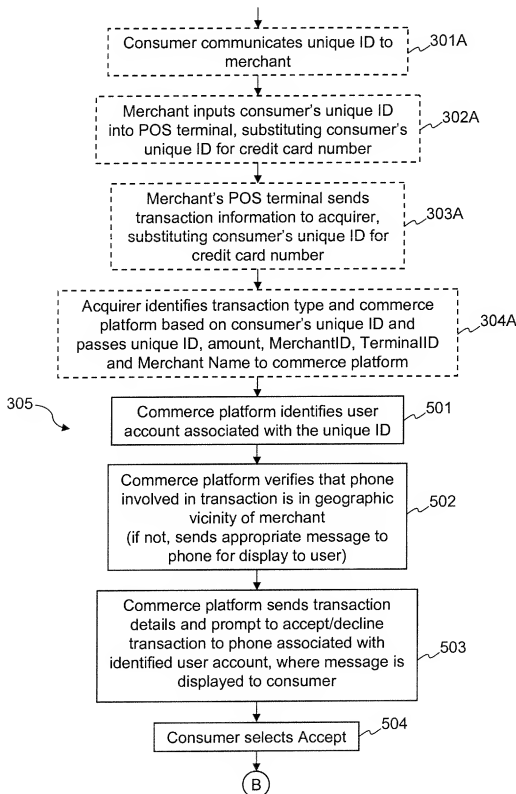 Consumer communicates unique ID to
merchant
301A
Merchant inputs consumer's unique ID
into POS terminal, substituting consumer's
unique ID for credit card number
302A
Merchant's POS terminal sends
transaction information to acquirer,
substituting consumer's unique ID for
credit card number
303A
Acquirer identifies transaction type and commerce
platform based on consumer's unique ID and
passes unique ID, amount, MerchantID, TerminalID
and Merchant Name to commerce platform
304A
305
Commerce platform identifies user
account associated with the unique ID
501
Commerce platform verifies that phone
involved in transaction is in geographic
vicinity of merchant
(if not, sends appropriate message to
phone for display to user)
502
Commerce platform sends transaction
details and prompt to accept/decline
transaction to phone associated with
identified user account, where message is
displayed to consumer
503
Consumer selects Accept
504
B